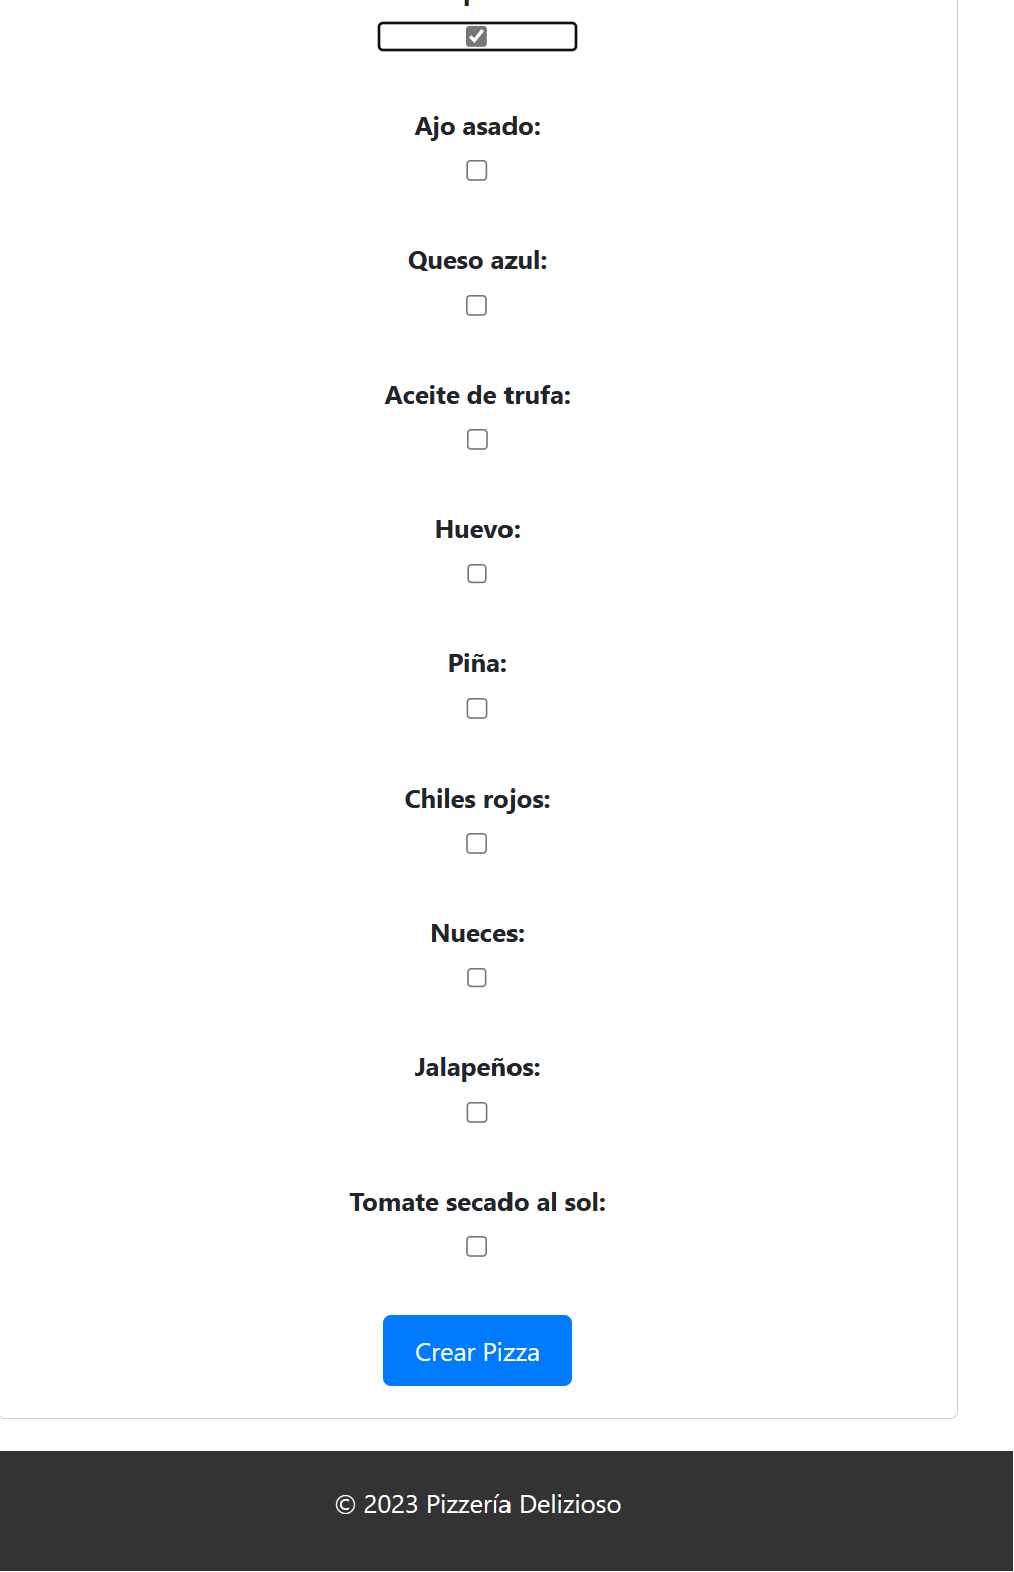 Ajo asado:
Queso azul:
Aceite de trufa:
Huevo:
Piña:
Chiles rojos:
Nueces:
Jalapeños:
Tomate secado al sol:
Crear Pizza
© 2023 Pizzería Delizioso